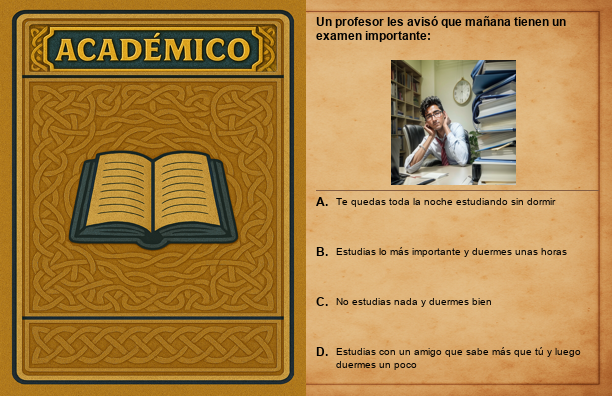 ACADÉMICO
Un profesor les avisó que mañana tienen un
examen importante:
A. Te quedas toda la noche estudiando sin dormir
B. Estudias lo más importante y duermes unas horas
C. No estudias nada y duermes bien
D. Estudias con un amigo que sabe más que tú y luego
duermes un poco